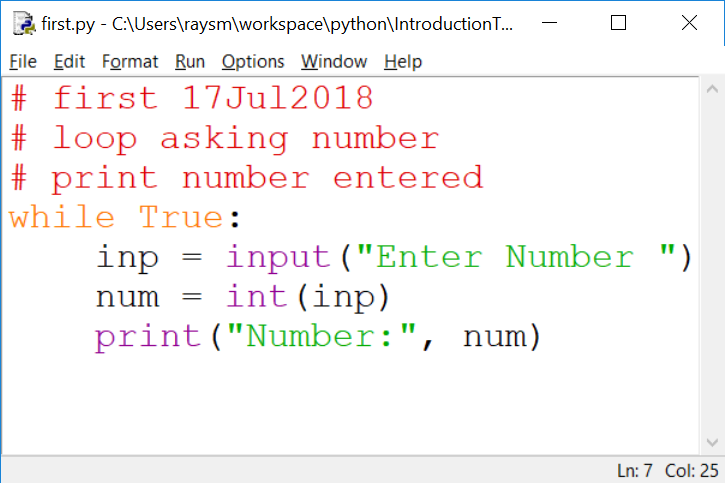 first.py - C:\Users\raysm\workspace\python\IntroductionT...
File Edit Format Run Options Window Help
# first 17Jul2018
# loop asking number
# print number entered
while True:
    inp = input("Enter Number ")
    num = int(inp)
    print("Number:", num)
Ln: 7 Col: 25